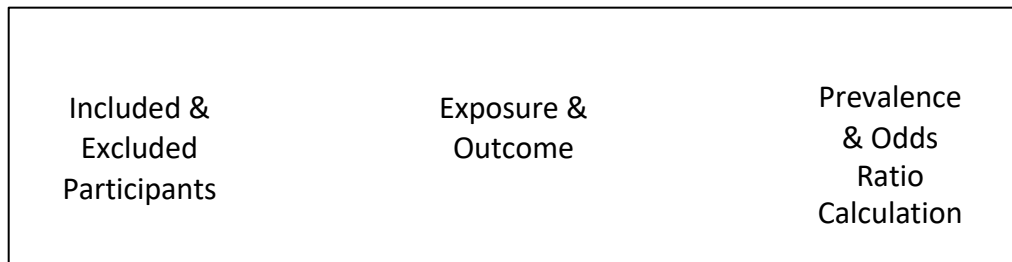 Included &
Excluded
Participants
Exposure &
Outcome
Prevalence
& Odds
Ratio
Calculation